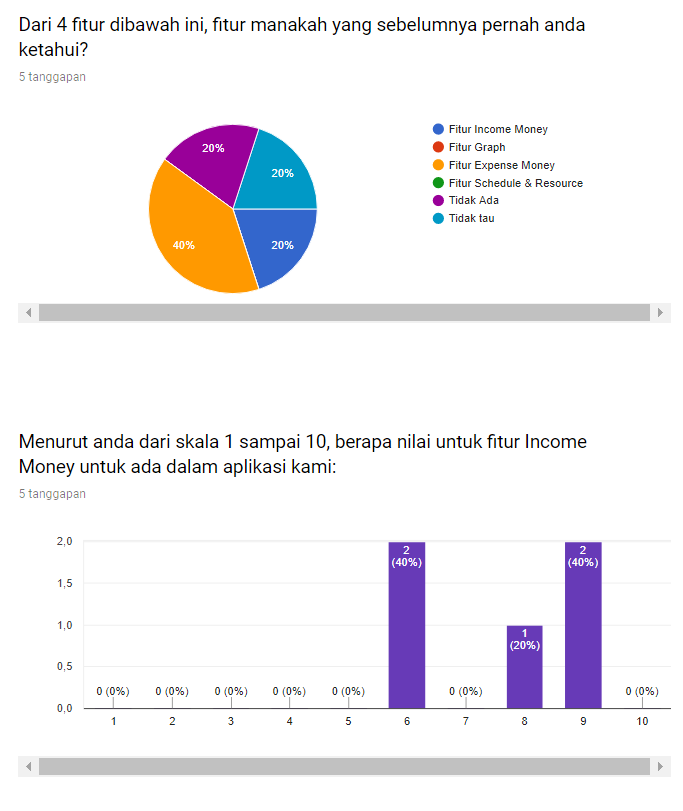 Dari 4 fitur dibawah ini, fitur manakah yang sebelumnya pernah anda
ketahui?
5 tanggapan
20%
20%
40%
20%
Fitur Income Money
Fitur Graph
Fitur Expense Money
Fitur Schedule & Resource
Tidak Ada
Tidak tau
Menurut anda dari skala 1 sampai 10, berapa nilai untuk fitur Income
Money untuk ada dalam aplikasi kami:
5 tanggapan
2,0
1,5
1,0
0,5
0,0
0 (0%)
0 (0%)
0 (0%)
0 (0%)
0 (0%)
2
(40%)
0 (0%)
1
(20%)
2
(40%)
0 (0%)
1 2 3 4 5 6 7 8 9 10